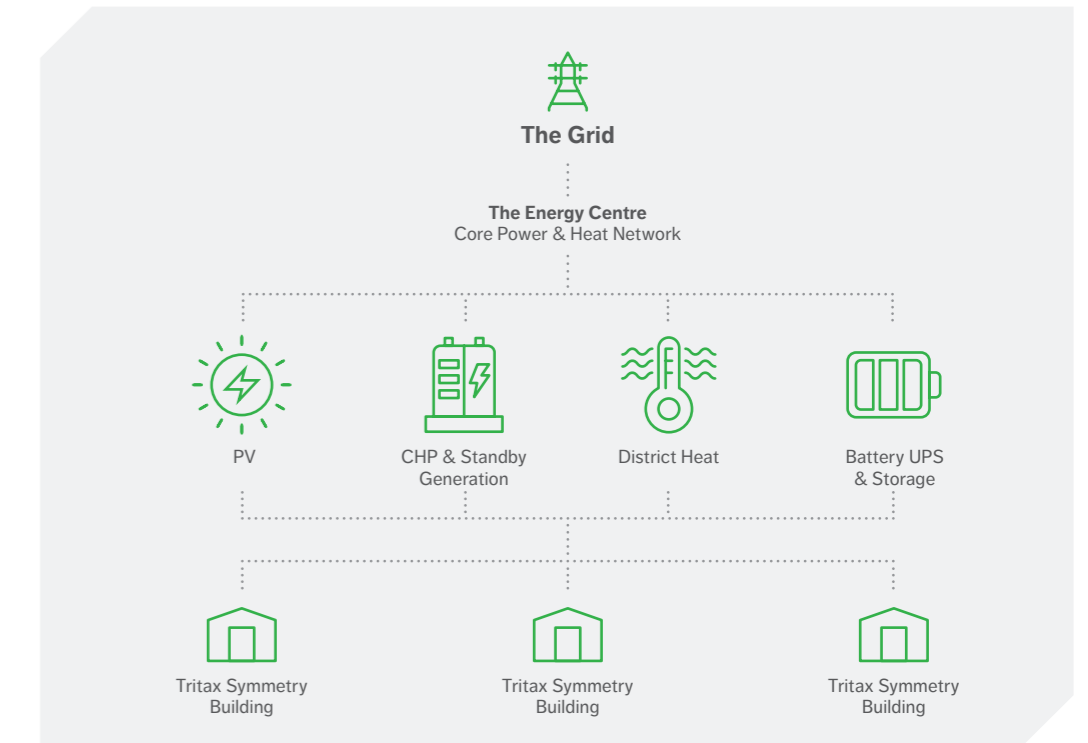 The Grid
The Energy Centre
Core Power & Heat Network
PV
CHP & Standby
Generation
District Heat
Battery UPS
& Storage
Tritax Symmetry
Building
Tritax Symmetry
Building
Tritax Symmetry
Building